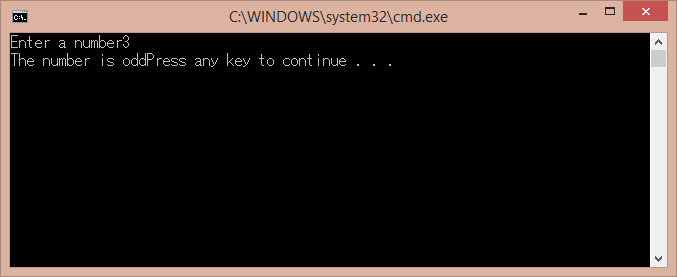 C:\WINDOWS\system32\cmd.exe
Enter a number3
The number is oddPress any key to continue . . .